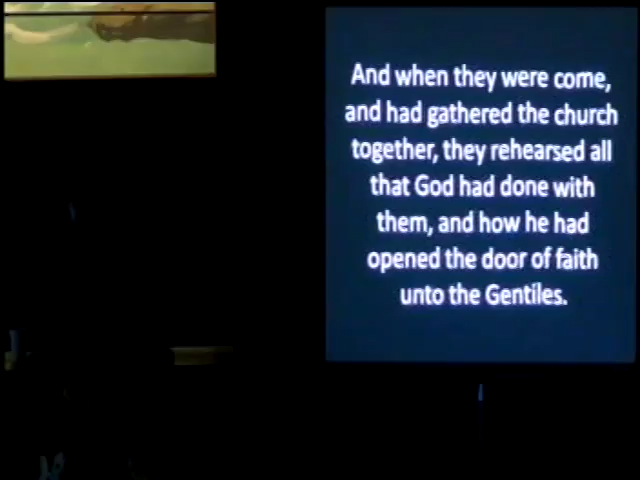 And when they were come,
and had gathered the church
together, they rehearsed all
that God had done with
them, and how he had
opened the door of faith
unto the Gentiles.